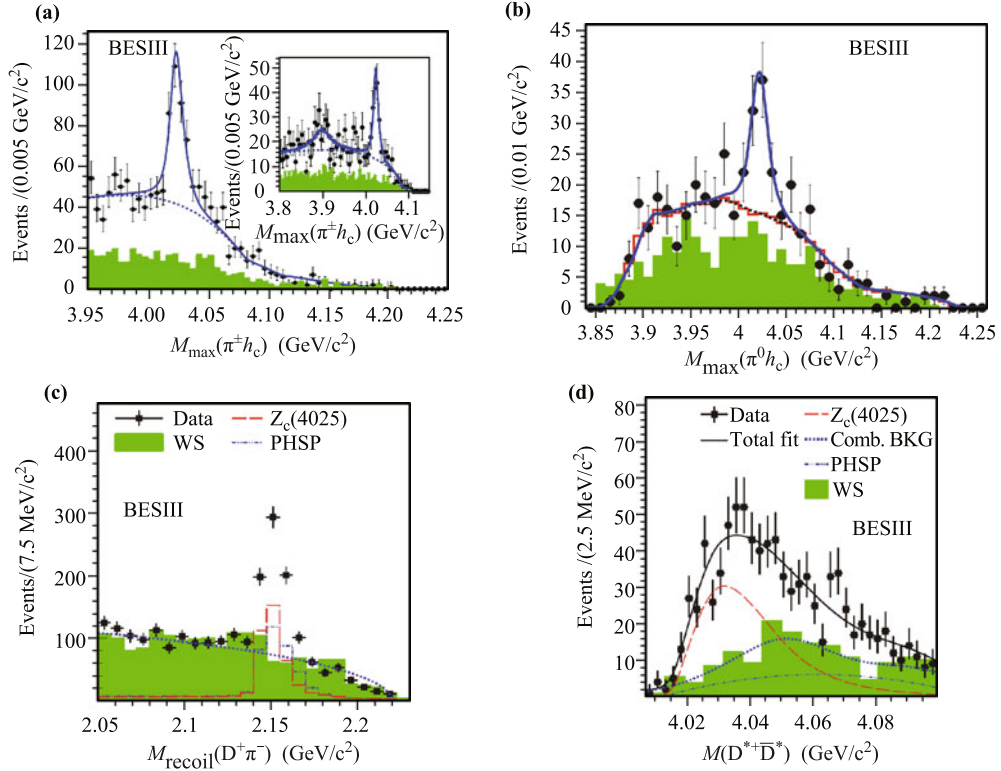 (a)
BESIII
Events /(0.005 GeV/c²)
120
100
80
60
40
20
0
3.95 4.00 4.05 4.10 4.15 4.20 4.25
M_max(π±h_c) (GeV/c²)
Events/(0.005 GeV/c²)
50
40
30
20
10
0
3.8 3.9 4.0 4.1
M_max(π±h_c) (GeV/c²)
(b)
BESIII
Events /(0.01 GeV/c²)
45
40
35
30
25
20
15
10
5
0
3.85 3.9 3.95 4 4.05 4.1 4.15 4.2 4.25
M_max(π⁰h_c) (GeV/c²)
(c)
Data Z_c(4025)
WS PHSP
BESIII
Events/(7.5 MeV/c²)
400
300
200
100
2.05 2.1 2.15 2.2
M_recoil(D⁺π⁻) (GeV/c²)
(d)
Data Z_c(4025)
Total fit Comb. BKG
PHSP
WS
BESIII
Events /(2.5 MeV/c²)
80
70
60
50
40
30
20
10
4.02 4.04 4.06 4.08
M(D*⁺D̅*) (GeV/c²)